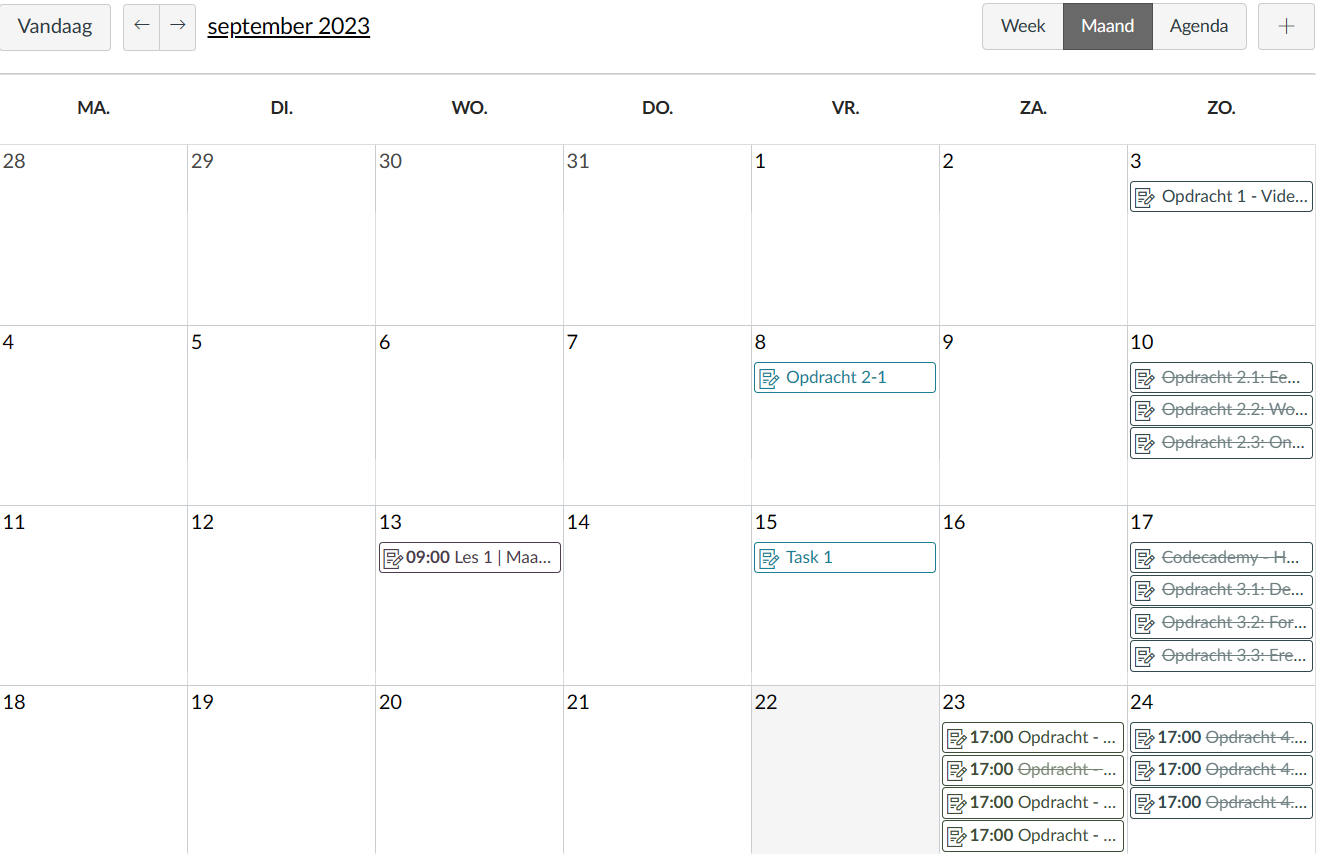 Vandaag ← → september 2023 Week Maand Agenda +
MA. DI. WO. DO. VR. ZA. ZO.
28 29 30 31 1 2 3
Opdracht 1 - Vide...
4 5 6 7 8 9 10
Opdracht 2-1 Opdracht 2.1: Ee...
Opdracht 2.2: Wo...
Opdracht 2.3: On...
11 12 13 14 15 16 17
09:00 Les 1 | Maa... Task 1 Codecademy - H...
Opdracht 3.1: De...
Opdracht 3.2: For...
Opdracht 3.3: Ere...
18 19 20 21 22 23 24
17:00 Opdracht - ... 17:00 Opdracht 4....
17:00 Opdracht - ... 17:00 Opdracht 4....
17:00 Opdracht - ... 17:00 Opdracht 4....
17:00 Opdracht - ...